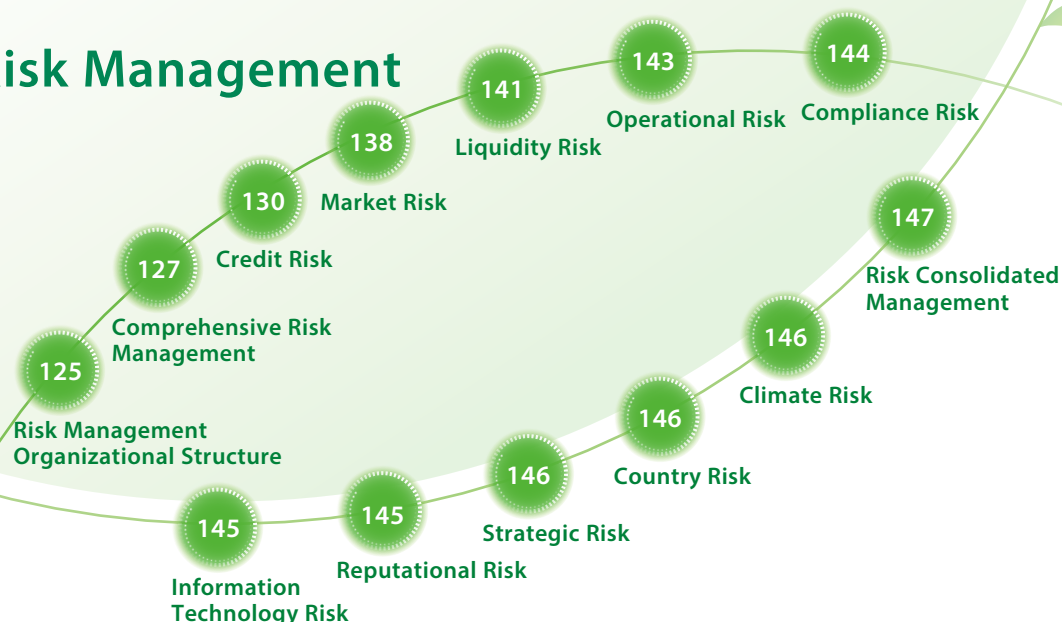 isk Management
125
Risk Management
Organizational Structure
127
Comprehensive Risk
Management
130
Credit Risk
138
Market Risk
141
Liquidity Risk
143
Operational Risk
144
Compliance Risk
145
Information
Technology Risk
145
Reputational Risk
146
Strategic Risk
146
Country Risk
146
Climate Risk
147
Risk Consolidated
Management